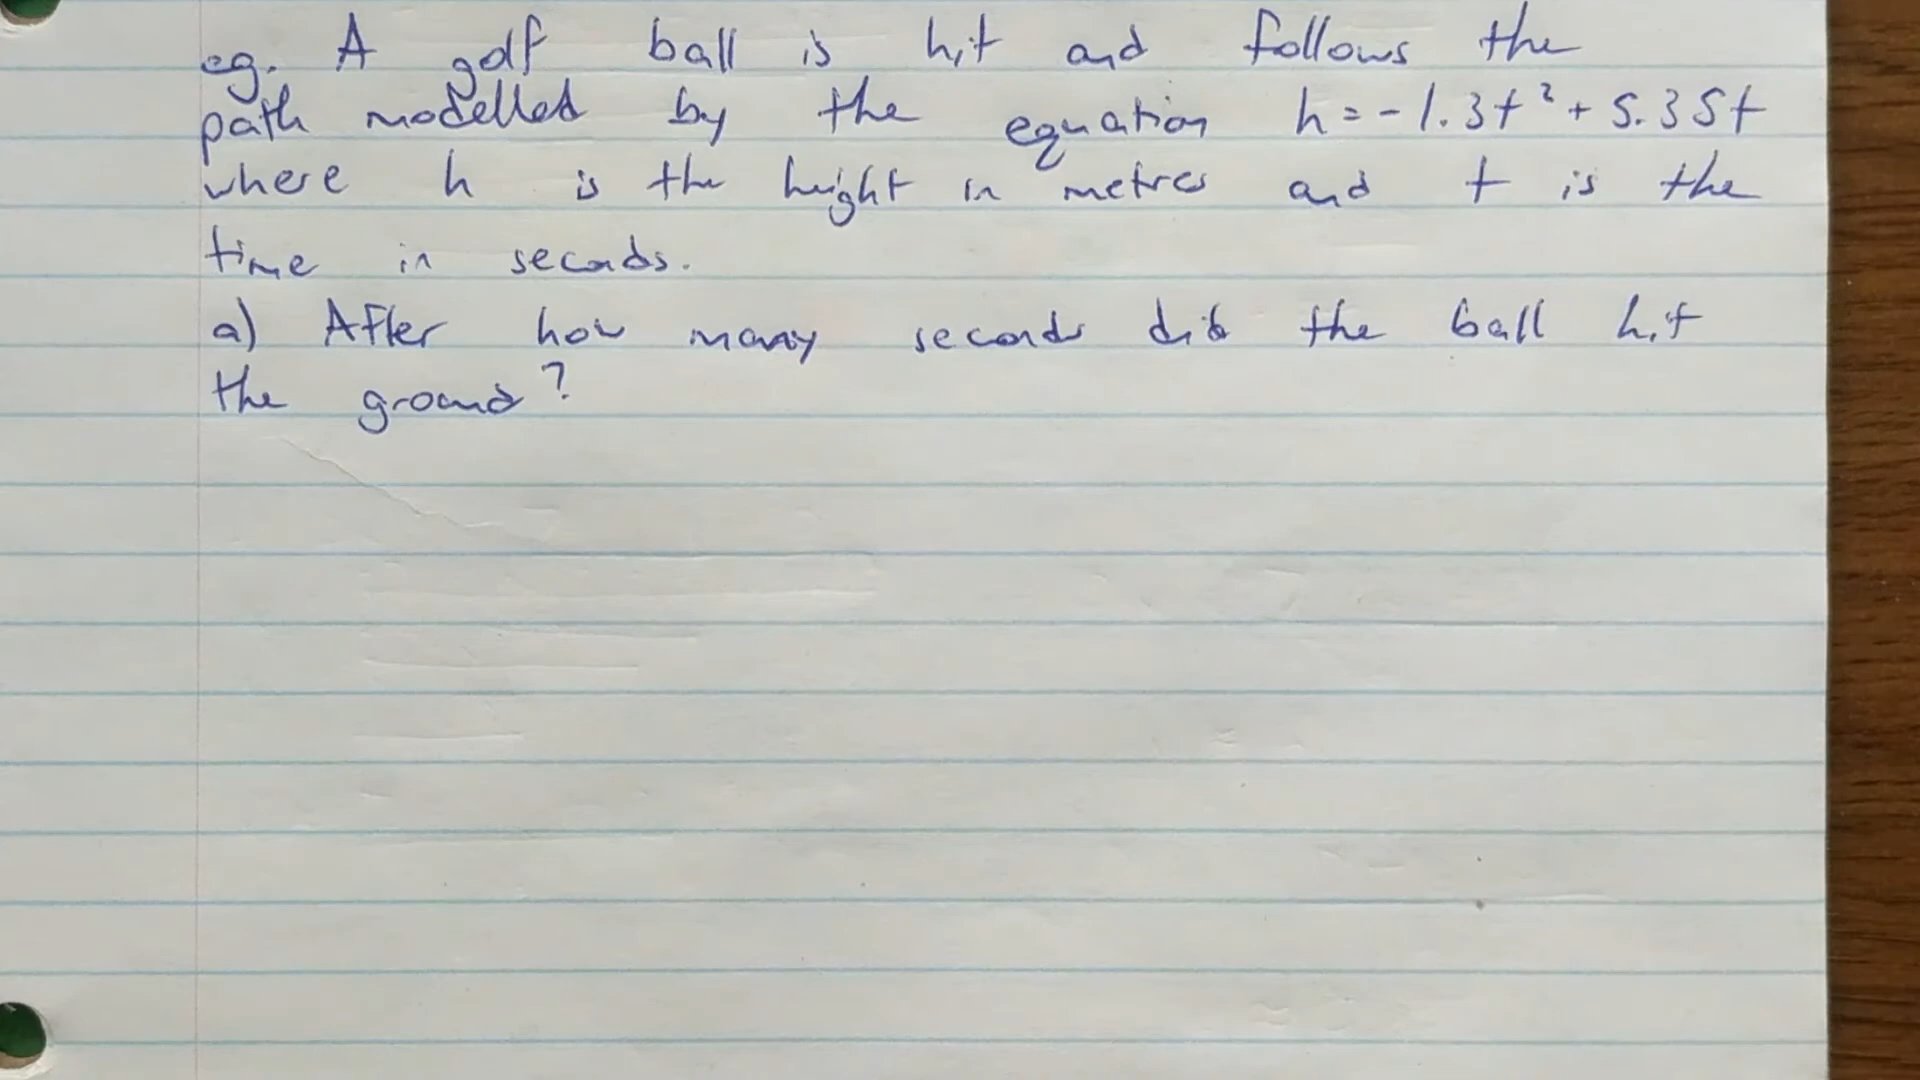 eg. A golf ball is hit and follows the
path modelled by the equation h = -1.3t² + 5.35t
where h is the height in metres and t is the
time in seconds.
a) After how many seconds did the ball hit
the ground?